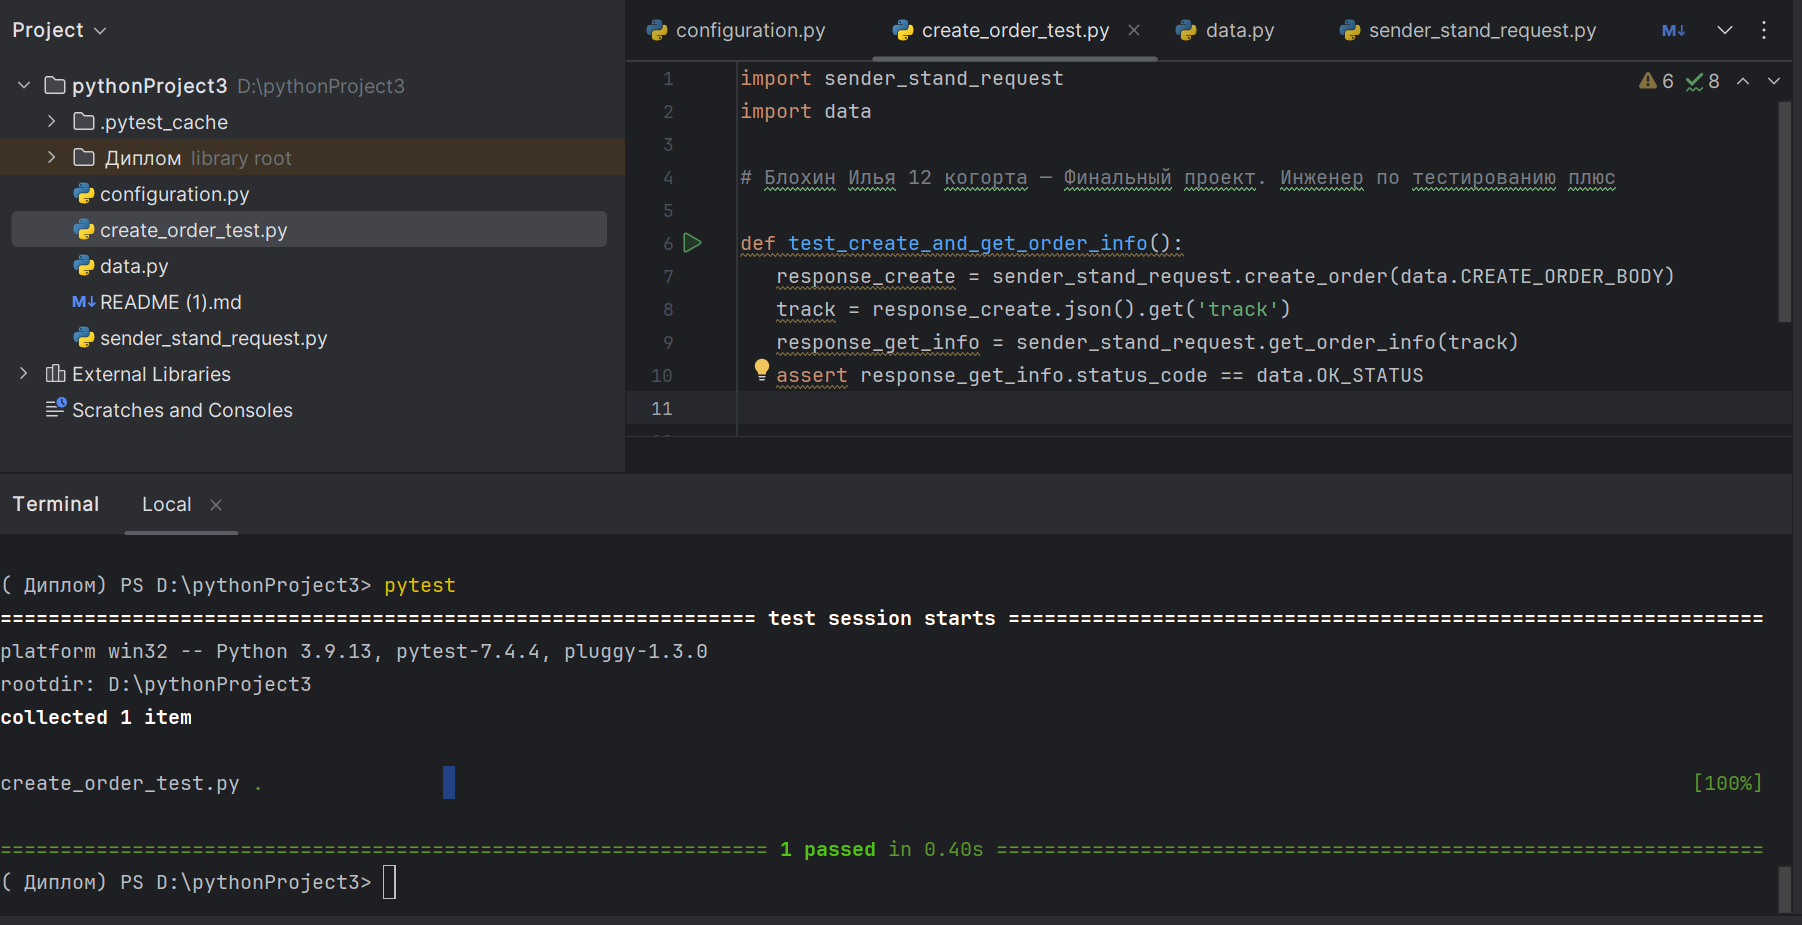 Project
pythonProject3 D:\pythonProject3
.pytest_cache
Диплом library root
configuration.py
create_order_test.py
data.py
M↓ README (1).md
sender_stand_request.py
External Libraries
Scratches and Consoles
configuration.py create_order_test.py × data.py sender_stand_request.py M↓
6 8
1 import sender_stand_request
2 import data
3
4 # Блохин Илья 12 когорта — Финальный проект. Инженер по тестированию плюс
5
6 def test_create_and_get_order_info():
7 response_create = sender_stand_request.create_order(data.CREATE_ORDER_BODY)
8 track = response_create.json().get('track')
9 response_get_info = sender_stand_request.get_order_info(track)
10 assert response_get_info.status_code == data.OK_STATUS
11
Terminal Local ×
( Диплом) PS D:\pythonProject3> pytest
=============================================================== test session starts ===============================================================
platform win32 -- Python 3.9.13, pytest-7.4.4, pluggy-1.3.0
rootdir: D:\pythonProject3
collected 1 item
create_order_test.py . [100%]
================================================================ 1 passed in 0.40s ================================================================
( Диплом) PS D:\pythonProject3>